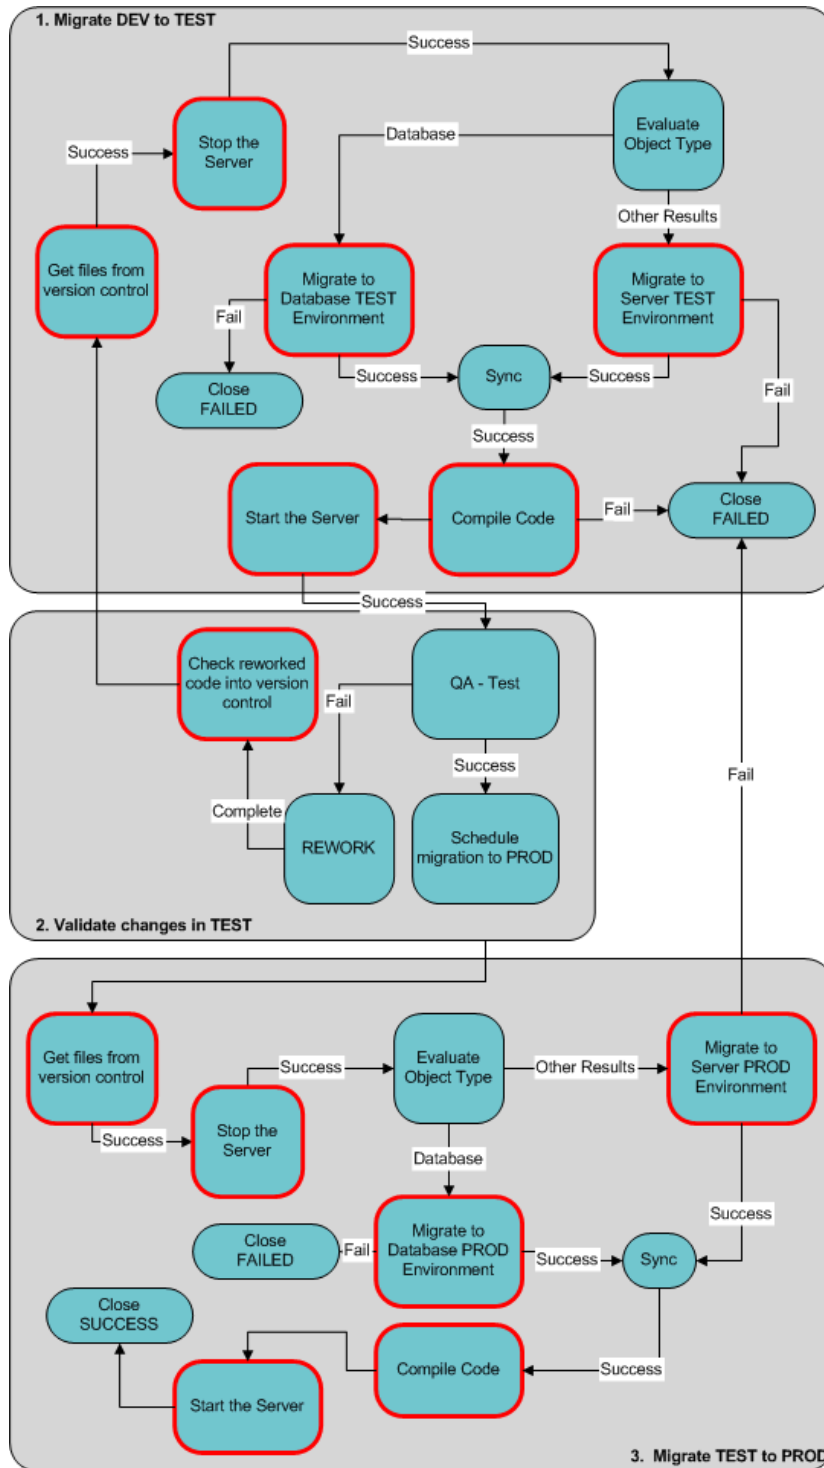 1. Migrate DEV to TEST
Success
Stop the
Server
Evaluate
Object Type
Database
Success
Other Results
Get files from
version control
Migrate to
Database TEST
Environment
Migrate to
Server TEST
Environment
Fail
Close
FAILED
Success
Sync
Success
Fail
Success
Start the Server
Compile Code
Fail
Close
FAILED
Success
Check reworked
code into version
control
QA - Test
Fail
Success
Fail
Complete
REWORK
Schedule
migration to PROD
2. Validate changes in TEST
Get files from
version control
Success
Evaluate
Object Type
Other Results
Migrate to
Server PROD
Environment
Success
Stop the
Server
Database
Success
Close
FAILED
Fail
Migrate to
Database PROD
Environment
Success
Sync
Close
SUCCESS
Compile Code
Success
Start the Server
3. Migrate TEST to PROD